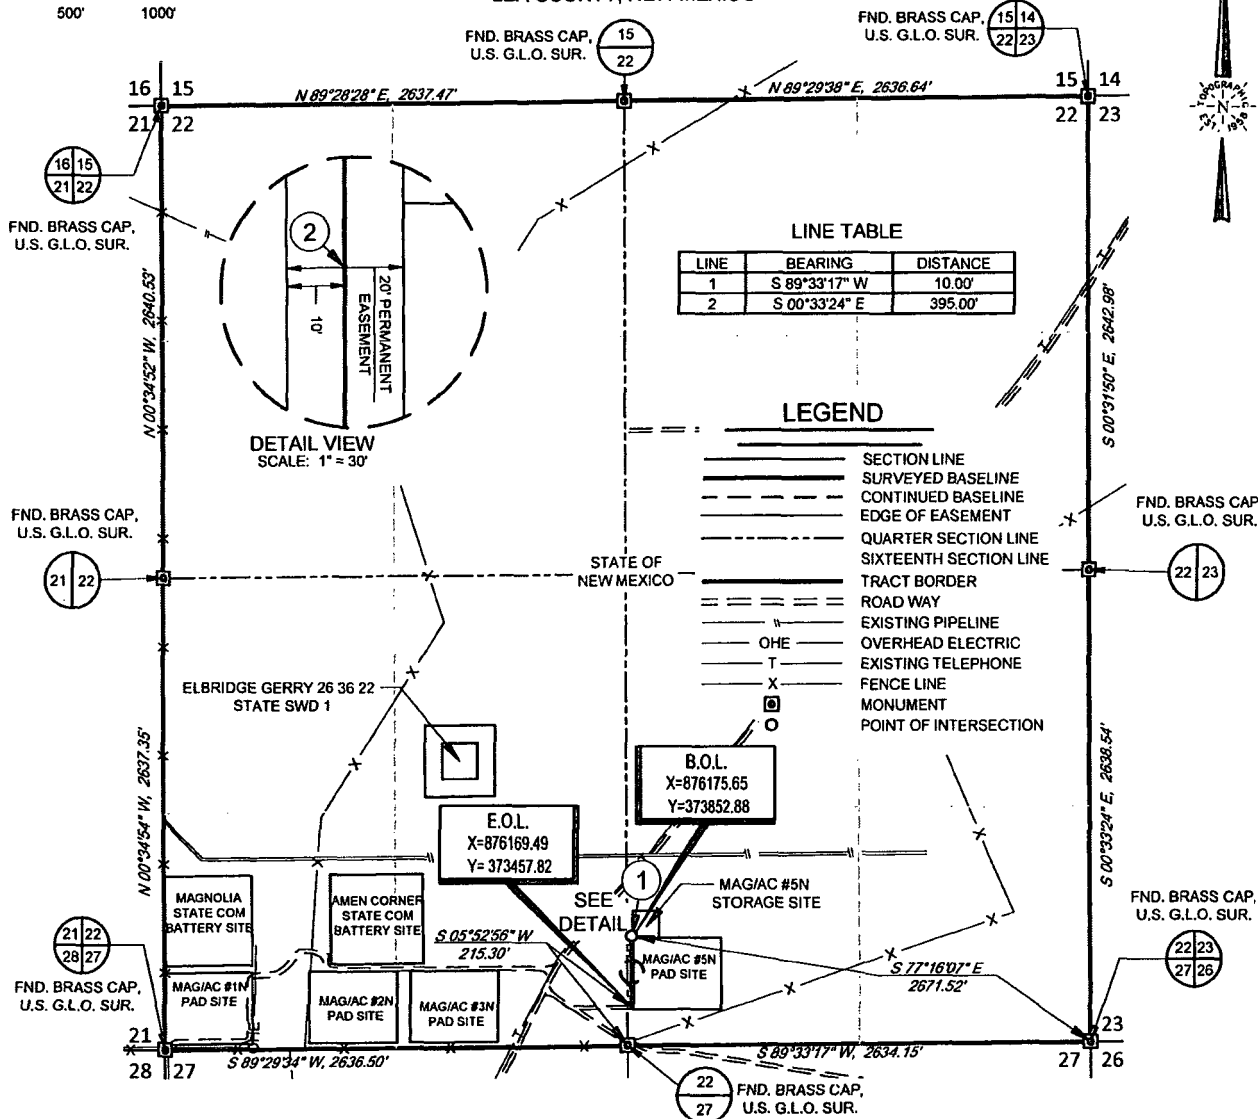 500' 1000'
FND. BRASS CAP,
U.S. G.L.O. SUR.
15
22
FND. BRASS CAP,
U.S. G.L.O. SUR.
15 14
22 23
16 15
21 22
N 89°28'28" E, 2637.47'
N 89°29'38" E, 2636.64'
15 14
22 23
TOPOGRAPHIC
N
EST. 1958
16 15
21 22
FND. BRASS CAP,
U.S. G.L.O. SUR.
N 00°34'52" W, 2640.53'
2
10'
20' PERMANENT
EASEMENT
DETAIL VIEW
SCALE: 1" = 30'
LINE TABLE
LINE BEARING DISTANCE
1 S 89°33'17" W 10.00'
2 S 00°33'24" E 395.00'
S 00°31'50" E, 2642.98'
LEGEND
SECTION LINE
SURVEYED BASELINE
CONTINUED BASELINE
EDGE OF EASEMENT
QUARTER SECTION LINE
SIXTEENTH SECTION LINE
TRACT BORDER
ROAD WAY
EXISTING PIPELINE
OHE OVERHEAD ELECTRIC
T EXISTING TELEPHONE
X FENCE LINE
MONUMENT
POINT OF INTERSECTION
FND. BRASS CAP,
U.S. G.L.O. SUR.
21 22
FND. BRASS CAP,
U.S. G.L.O. SUR.
22 23
STATE OF
NEW MEXICO
ELBRIDGE GERRY 26 36 22
STATE SWD 1
N 00°34'54" W, 2637.35'
S 00°33'24" E, 2638.54'
B.O.L.
X=876175.65
Y=373852.88
E.O.L.
X=876169.49
Y= 373457.82
1
SEE
DETAIL
MAG/AC #5N
STORAGE SITE
MAGNOLIA
STATE COM
BATTERY SITE
AMEN CORNER
STATE COM
BATTERY SITE
S 05°52'56" W
215.30'
MAG/AC #5N
PAD SITE
S 77°16'07" E
2671.52'
MAG/AC #1N
PAD SITE
MAG/AC #2N
PAD SITE
MAG/AC #3N
PAD SITE
OHE
21 22
28 27
FND. BRASS CAP,
U.S. G.L.O. SUR.
FND. BRASS CAP,
U.S. G.L.O. SUR.
22 23
27 26
21
28 27
S 89°29'34" W, 2636.50'
S 89°33'17" W, 2634.15'
23
27 26
22
27
FND. BRASS CAP,
U.S. G.L.O. SUR.